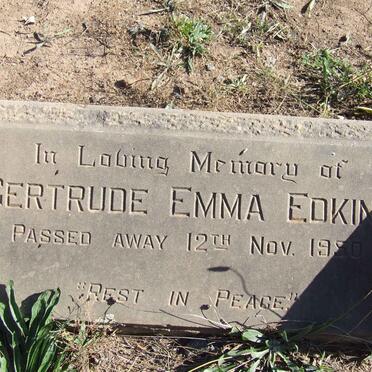 In Loving Memory of
GERTRUDE EMMA EDKIN
PASSED AWAY 12TH NOV. 1950
"REST IN PEACE"